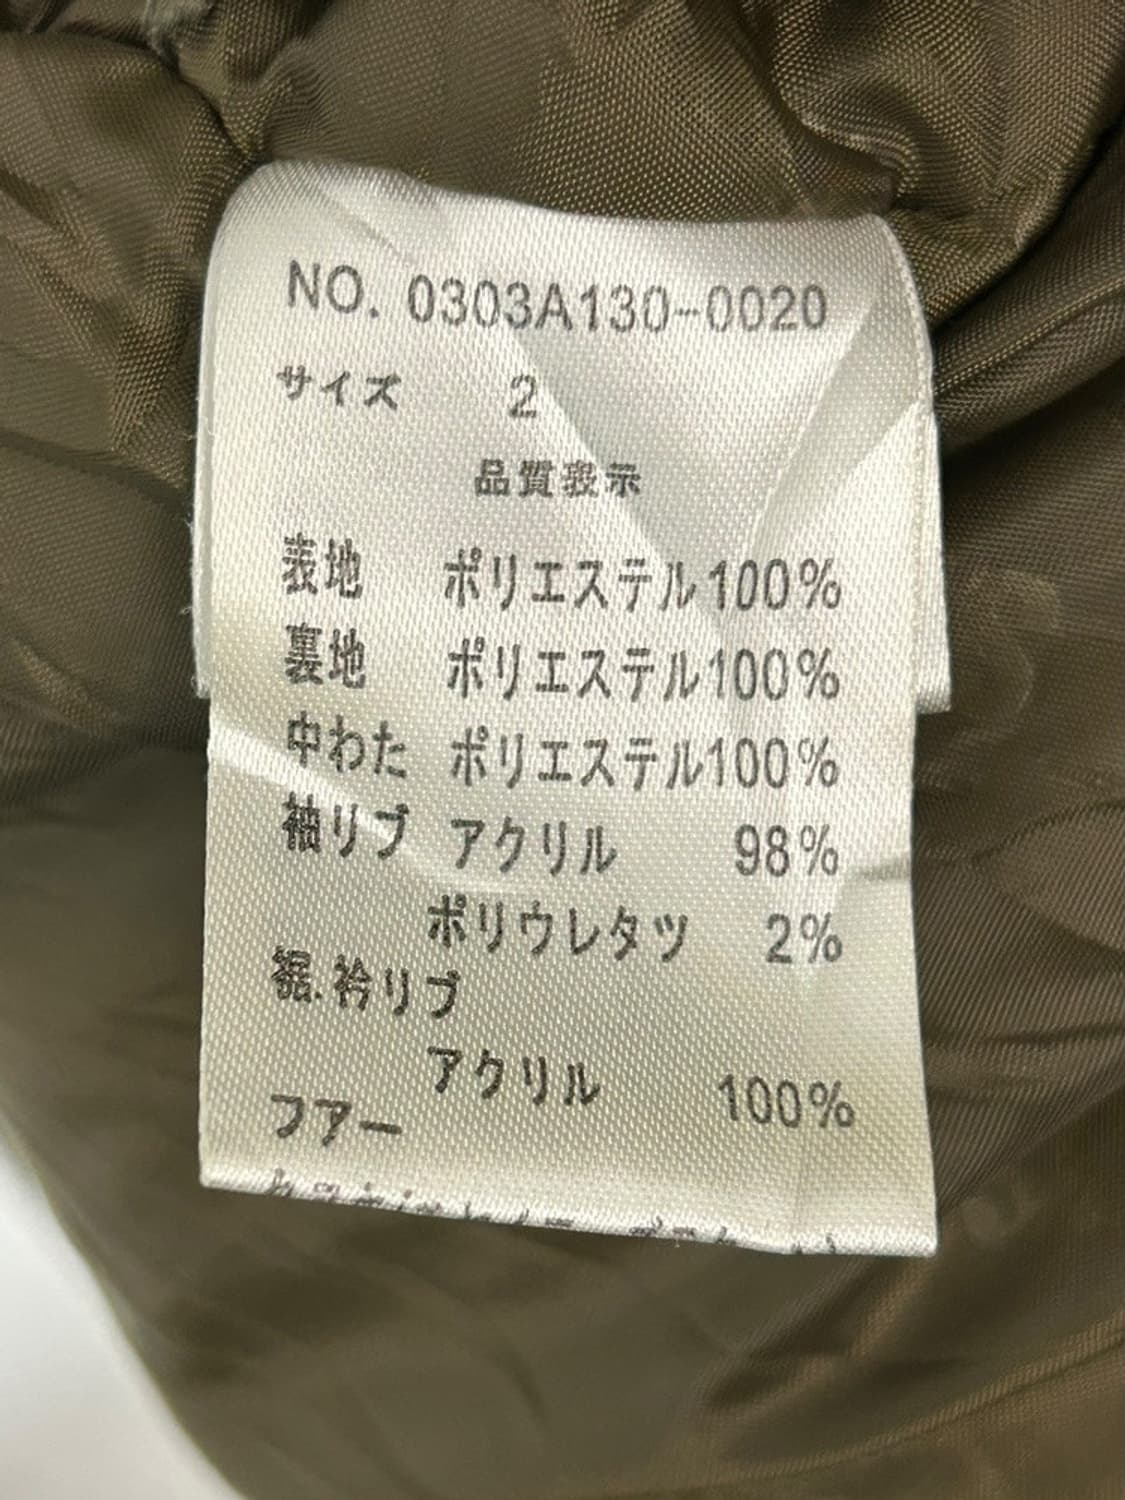 NO. 0303A130-0020
サイズ 2
品質表示
表地 ポリエステル100%
裏地 ポリエステル100%
中わた ポリエステル100%
袖リブ アクリル 98%
ポリウレタツ 2%
裾.衿リブ
アクリル 100%
フアー